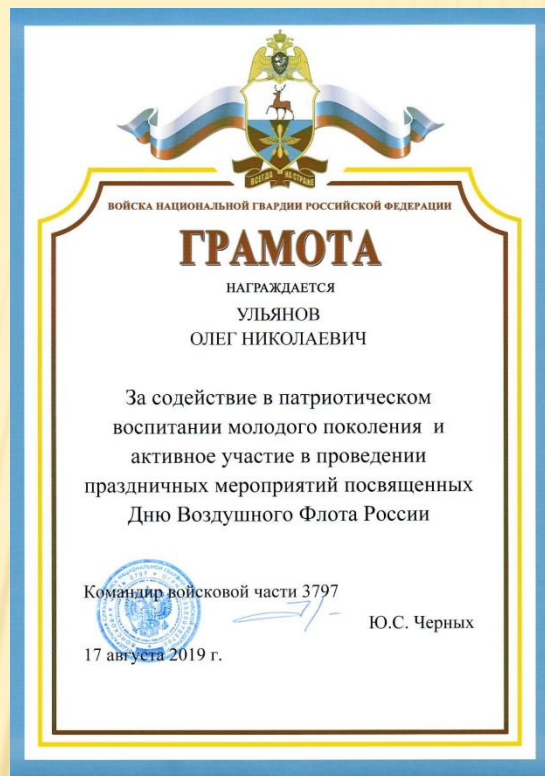 ВСЕГДА НА СТРАЖЕ
ВОЙСКА НАЦИОНАЛЬНОЙ ГВАРДИИ РОССИЙСКОЙ ФЕДЕРАЦИИ
ГРАМОТА
НАГРАЖДАЕТСЯ
УЛЬЯНОВ
ОЛЕГ НИКОЛАЕВИЧ
За содействие в патриотическом
воспитании молодого поколения и
активное участие в проведении
праздничных мероприятий посвященных
Дню Воздушного Флота России
Командир войсковой части 3797
Ю.С. Черных
17 августа 2019 г.